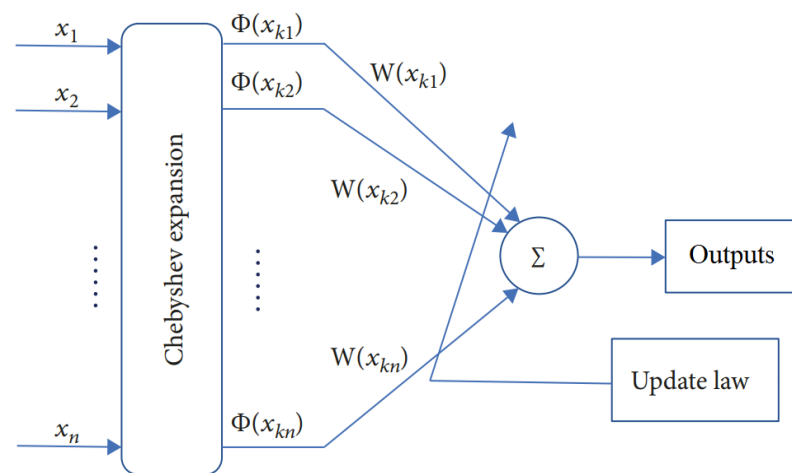 x₁
Φ(xₖ₁)
W(xₖ₁)
x₂
Φ(xₖ₂)
W(xₖ₂)
Chebyshev expansion
Σ
Outputs
W(xₖₙ)
Update law
xₙ
Φ(xₖₙ)